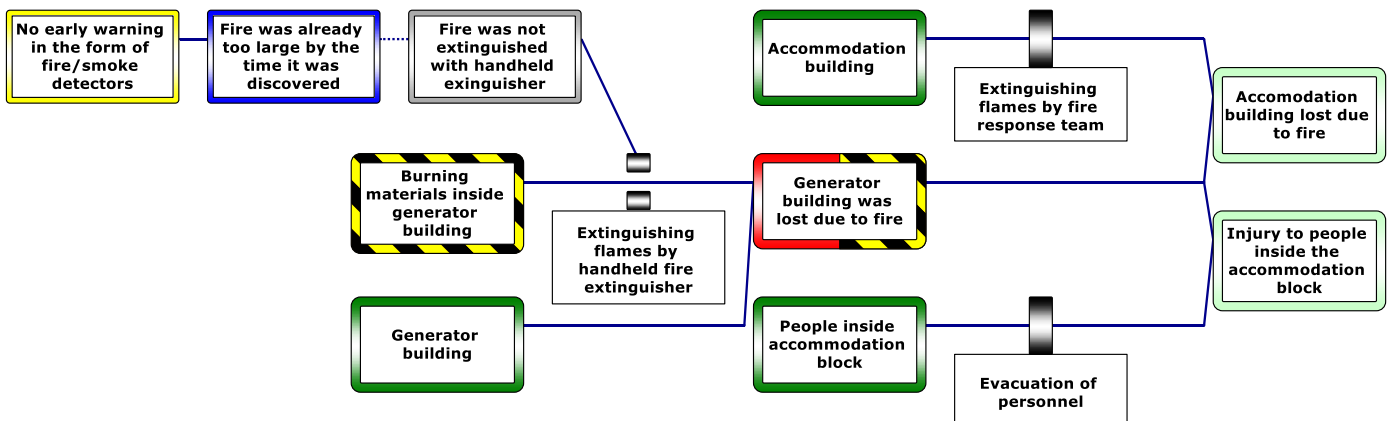 No early warning
in the form of
fire/smoke
detectors
Fire was already
too large by the
time it was
discovered
Fire was not
extinguished
with handheld
exinguisher
Accommodation
building
Extinguishing
flames by fire
response team
Accomodation
building lost due
to fire
Burning
materials inside
generator
building
Extinguishing
flames by
handheld fire
extinguisher
Generator
building was
lost due to fire
Injury to people
inside the
accommodation
block
Generator
building
People inside
accommodation
block
Evacuation of
personnel